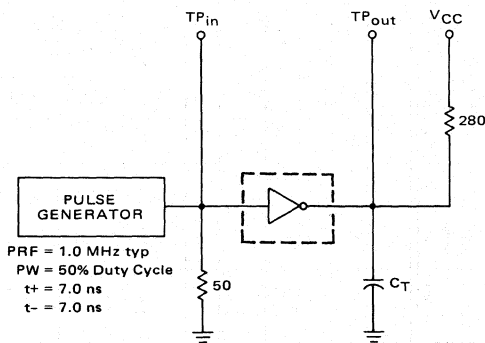 TPin
TPout
VCC
280
PULSE
GENERATOR
PRF = 1.0 MHz typ
PW = 50% Duty Cycle
t+ = 7.0 ns
t– = 7.0 ns
50
CT